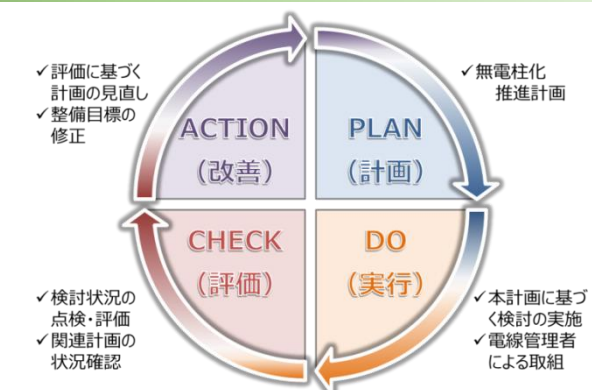 ✓評価に基づく
計画の見直し
✓整備目標の
修正
ACTION
(改善)
PLAN
(計画)
✓無電柱化
推進計画
CHECK
(評価)
DO
(実行)
✓検討状況の
点検・評価
✓関連計画の
状況確認
✓本計画に基づ
く検討の実施
✓電線管理者
による取組